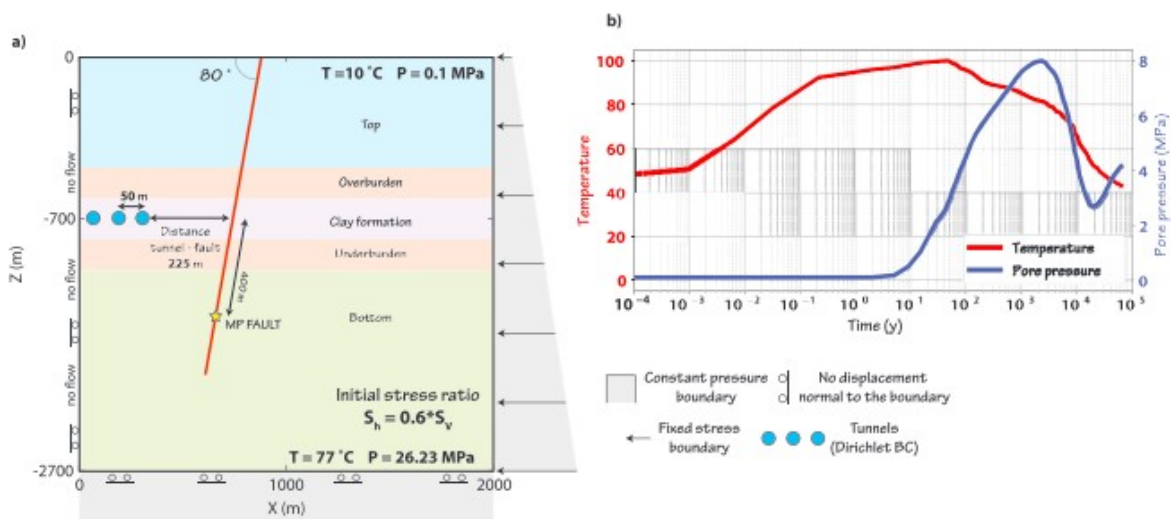 a)
0
80°
T =10 °C P = 0.1 MPa
Top
no flow
Overburden
50 m
-700
Distance
tunnel - fault
225 m
Clay formation
Underburden
no flow
400 m
MP FAULT
Bottom
Z (m)
no flow
Initial stress ratio
Sh = 0.6*Sv
T = 77 °C P = 26.23 MPa
-2700
0
1000
2000
X (m)
b)
100
80
60
40
20
0
Temperature
8
6
4
2
0
Pore pressure (MPa)
Temperature
Pore pressure
10⁻⁴ 10⁻³ 10⁻² 10⁻¹ 10⁰ 10¹ 10² 10³ 10⁴ 10⁵
Time (y)
Constant pressure
boundary
No displacement
normal to the boundary
Fixed stress
boundary
Tunnels
(Dirichlet BC)